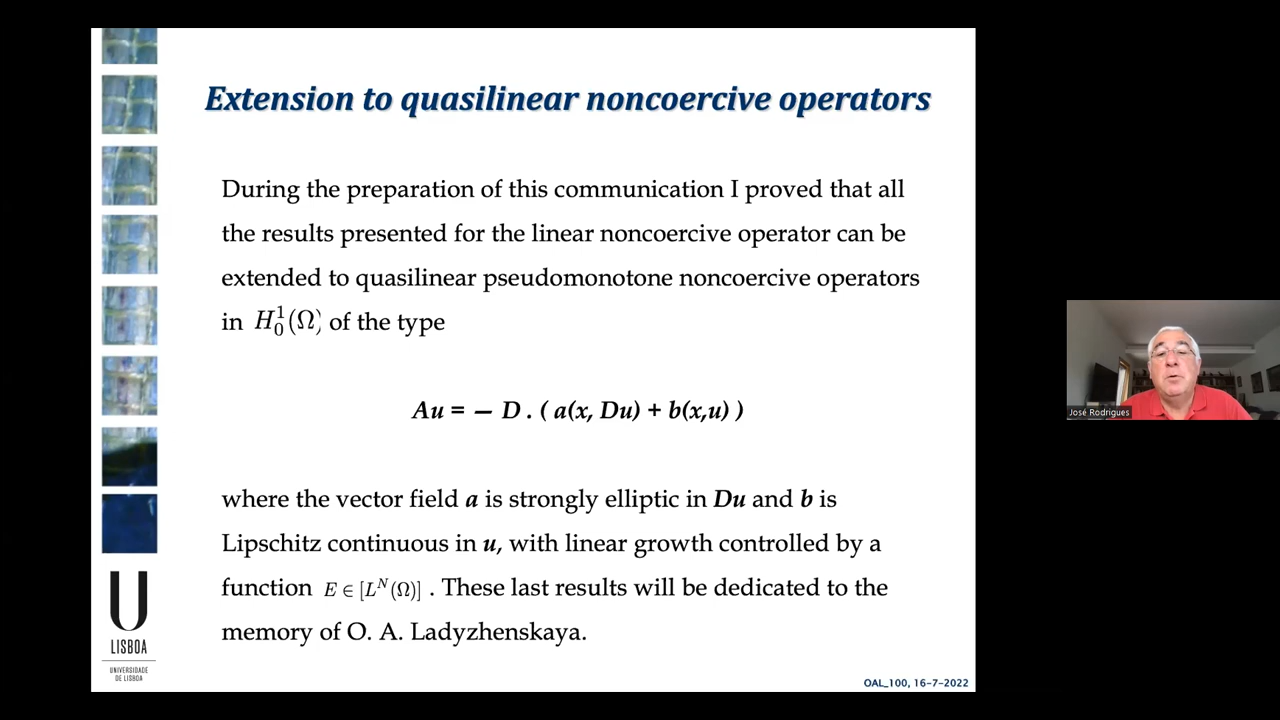 Extension to quasilinear noncoercive operators
During the preparation of this communication I proved that all
the results presented for the linear noncoercive operator can be
extended to quasilinear pseudomonotone noncoercive operators
in H₀¹(Ω) of the type
Au = – D . ( a(x, Du) + b(x,u) )
where the vector field a is strongly elliptic in Du and b is
Lipschitz continuous in u, with linear growth controlled by a
function E ∈ [Lᴺ(Ω)] . These last results will be dedicated to the
memory of O. A. Ladyzhenskaya.
U
LISBOA
UNIVERSIDADE
DE LISBOA
OAL_100, 16-7-2022
José Rodrigues